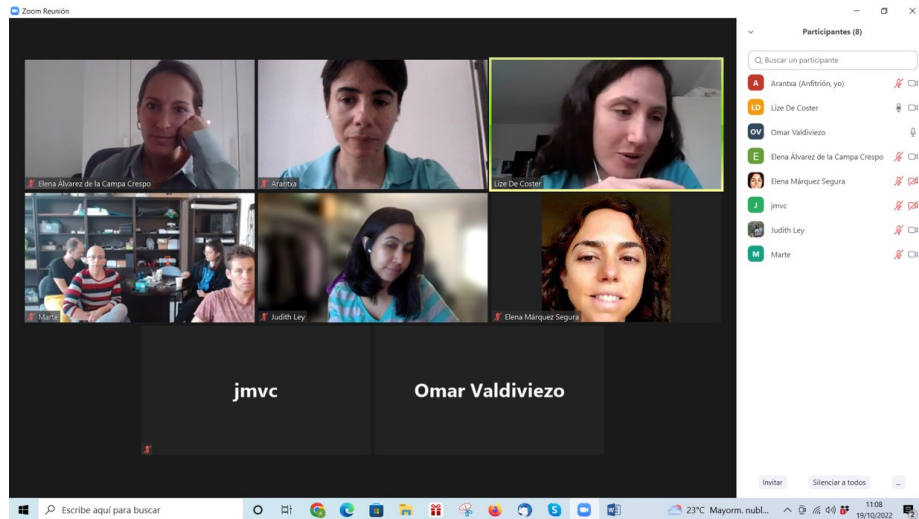 Zoom Reunión
Participantes (8)
Buscar un participante
A Arantxa (Anfitrión, yo)
LD Lize De Coster
OV Omar Valdiviezo
E Elena Álvarez de la Campa Crespo
Elena Márquez Segura
J jmvc
Judith Ley
M Marte
Elena Álvarez de la Campa Crespo
Arantxa
Lize De Coster
Marte
Judith Ley
Elena Márquez Segura
jmvc
Omar Valdiviezo
Invitar
Silenciar a todos
...
Escribe aquí para buscar
23°C Mayorm. nubl...
11:08
19/10/2022
2